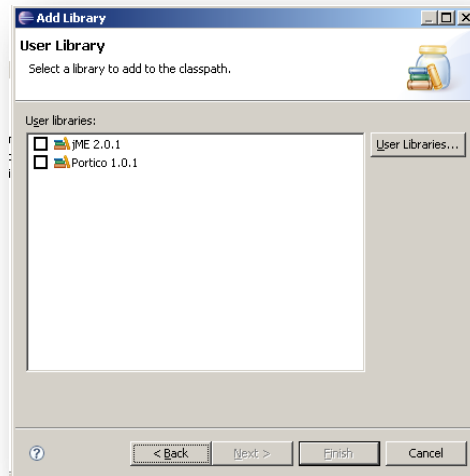 Add Library
User Library
Select a library to add to the classpath.
User libraries:
jME 2.0.1
Portico 1.0.1
User Libraries...
?
< Back
Next >
Finish
Cancel